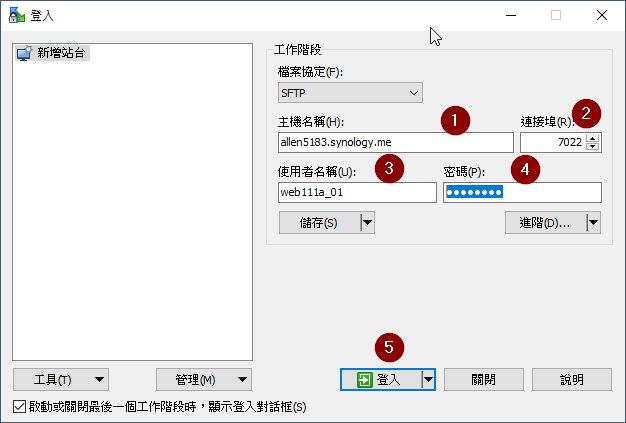 登入
新增站台
工作階段
檔案協定(F):
SFTP
主機名稱(H):
1
連接埠(R):
2
allen5183.synology.me
7022
使用者名稱(U):
3
密碼(P):
4
web111a_01
●●●●●●●●
儲存(S)
進階(D)...
5
工具(T)
管理(M)
登入
關閉
說明
啟動或關閉最後一個工作階段時，顯示登入對話框(S)